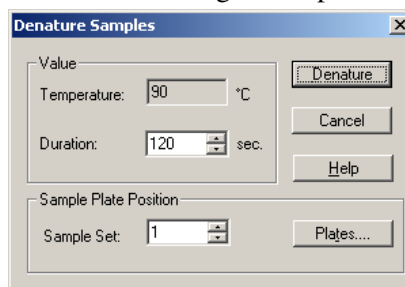 Denature Samples
Value
Temperature: 90 °C
Duration: 120 sec.
Denature
Cancel
Help
Sample Plate Position
Sample Set: 1
Plates....